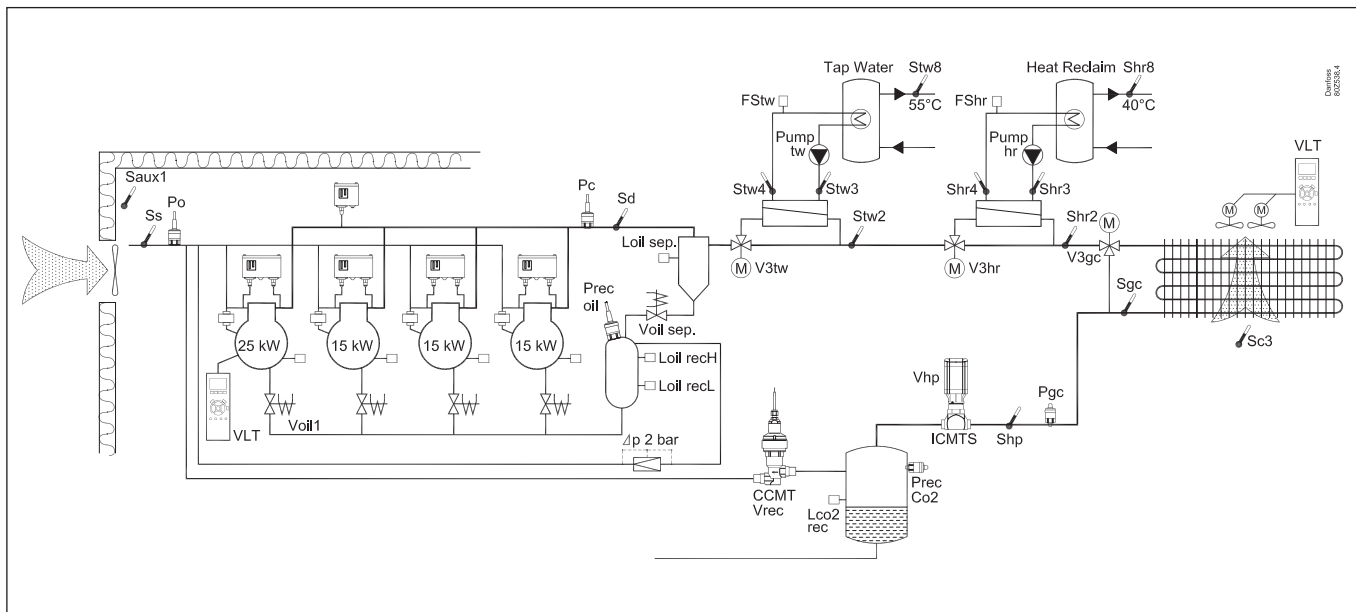 Tap Water
Stw8
55°C
FStw
Pump
tw
Stw4
Stw3
Stw2
V3tw
M
Heat Reclaim
Shr8
40°C
FShr
Pump
hr
Shr4
Shr3
Shr2
V3hr
M
M
V3gc
Danfoss
80Z538.4
VLT
M
M
Saux1
Ss
Po
Pc
Sd
Loil sep.
Prec
oil
Voil sep.
25 kW
15 kW
15 kW
15 kW
Loil recH
Loil recL
VLT
Voil1
Δp 2 bar
Sgc
Sc3
Vhp
Pgc
ICMTS
Shp
CCMT
Vrec
Prec
Co2
Lco2
rec